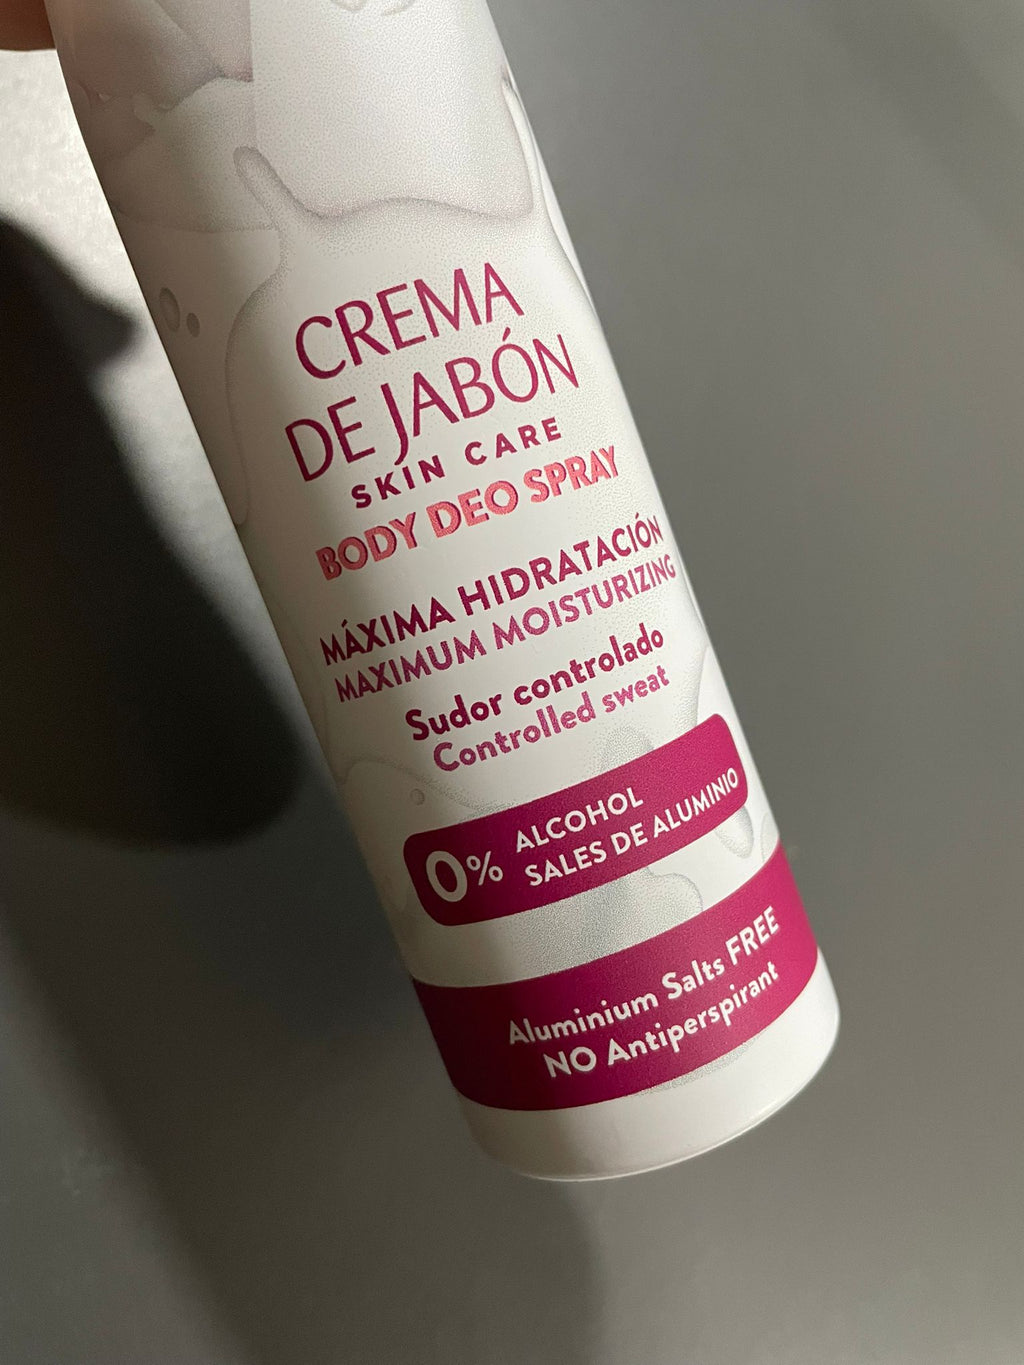 CREMA
DE JABÓN
SKIN CARE
BODY DEO SPRAY
MÁXIMA HIDRATACIÓN
MAXIMUM MOISTURIZING
Sudor controlado
Controlled sweat
0% ALCOHOL
SALES DE ALUMINIO
Aluminium Salts FREE
NO Antiperspirant